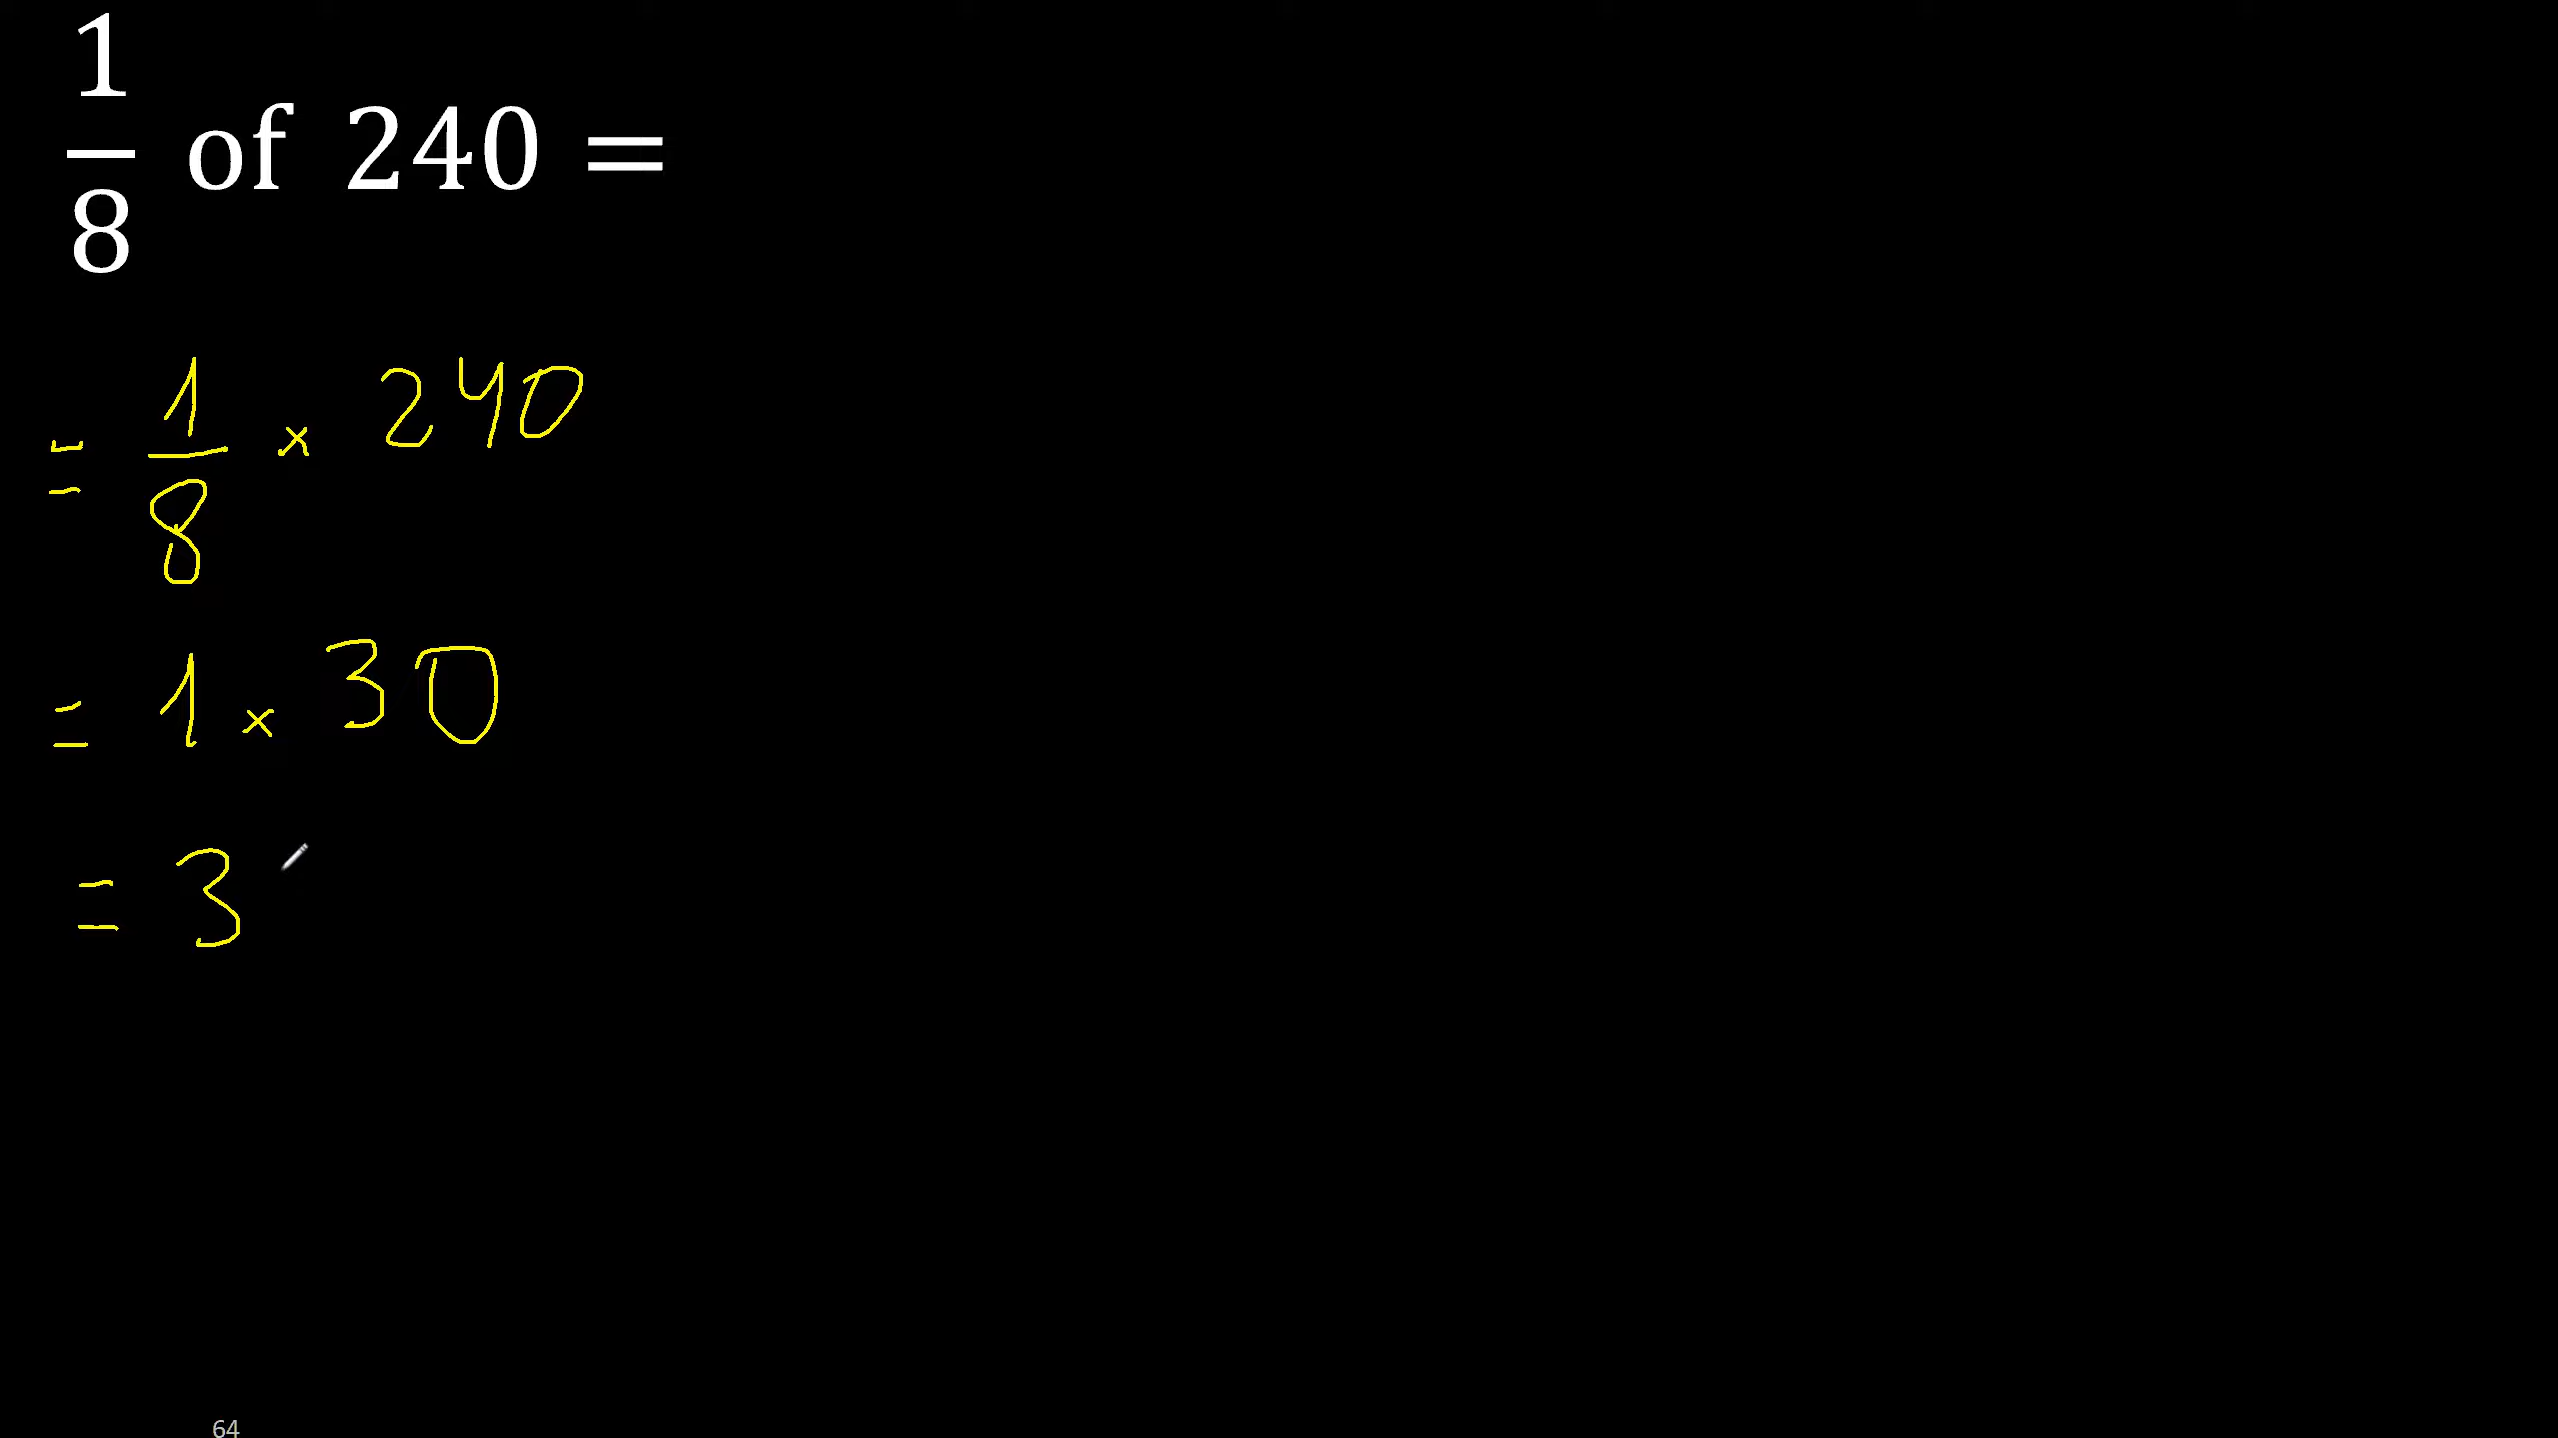 1/8 of 240 =
= 1/8 × 240
= 1 × 30
= 3
64